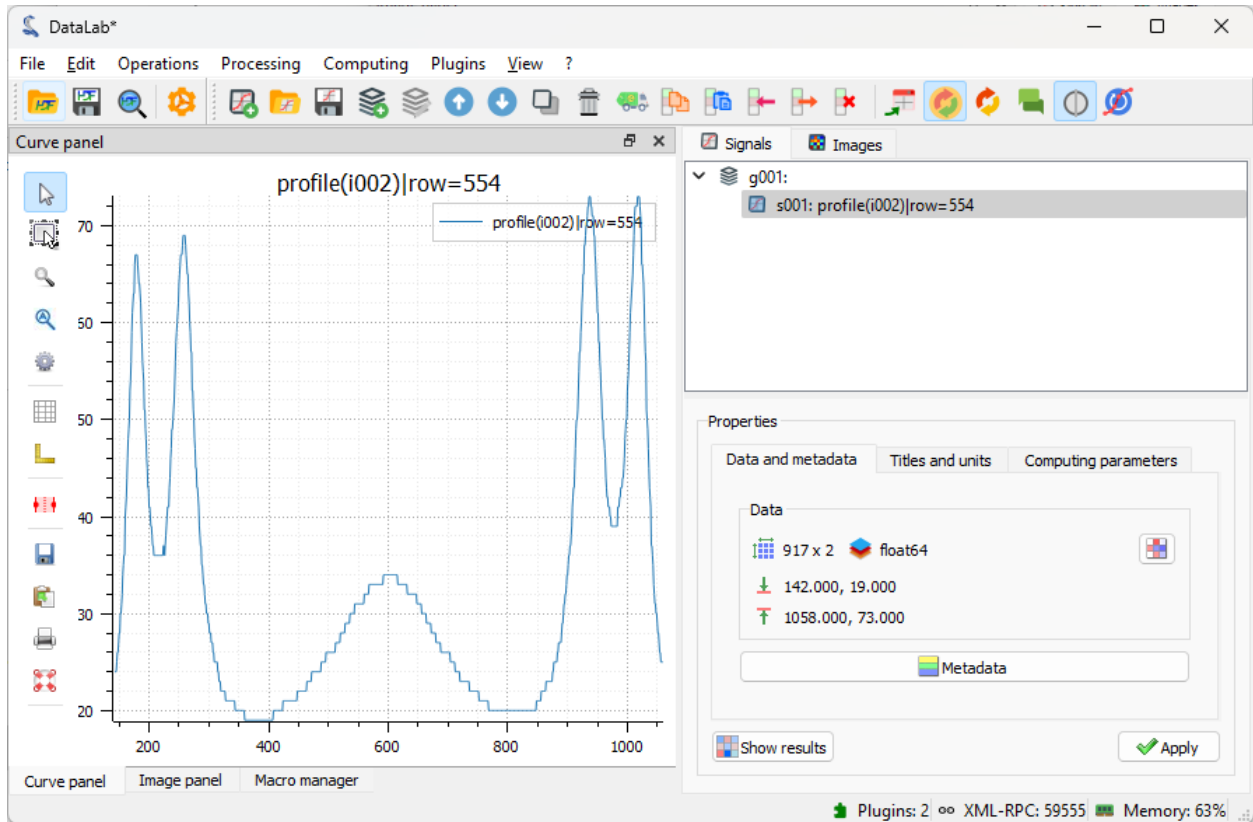 DataLab*
File Edit Operations Processing Computing Plugins View ?
Curve panel
Signals Images
g001:
s001: profile(i002)|row=554
profile(i002)|row=554
profile(i002)|row=554
70
60
50
40
30
20
200 400 600 800 1000
Curve panel Image panel Macro manager
Properties
Data and metadata Titles and units Computing parameters
Data
917 x 2 float64
142.000, 19.000
1058.000, 73.000
Metadata
Show results Apply
Plugins: 2 XML-RPC: 59555 Memory: 63%